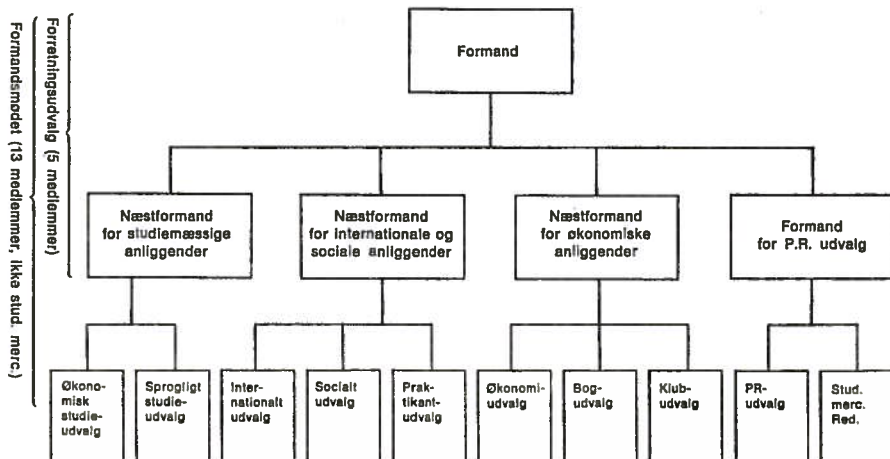 Formandsmødet (13 medlemmer, ikke stud. merc.)
Forretningsudvalg (5 medlemmer)
Formand
Næstformand
for studiemæssige
anliggender
Næstformand
for internationale og
sociale anliggender
Næstformand
for økonomiske
anliggender
Formand
for P.R. udvalg
Økono-
misk
studie-
udvalg
Sprogligt
studie-
udvalg
Inter-
nationalt
udvalg
Socialt
udvalg
Prak-
tikant-
udvalg
Økonomi-
udvalg
Bog-
udvalg
Klub-
udvalg
PR-
udvalg
Stud.
merc.
Red.